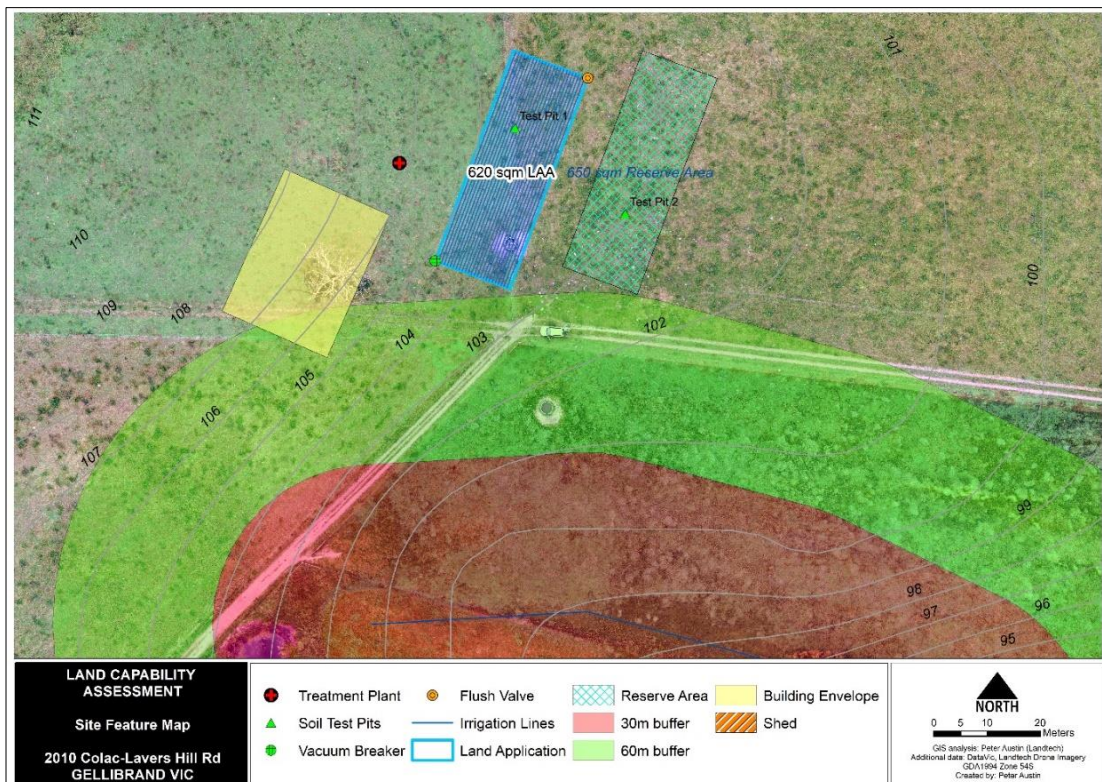 101
111
Test Pit 1
620 sqm LAA
650 sqm Reserve Area
Test Pit 2
110
109
108
100
104
103
102
105
106
107
99
98
97
96
95
LAND CAPABILITY
ASSESSMENT
Site Feature Map
2010 Colac-Lavers Hill Rd
GELLIBRAND VIC
Treatment Plant
Soil Test Pits
Vacuum Breaker
Flush Valve
Irrigation Lines
Land Application
Reserve Area
30m buffer
60m buffer
Building Envelope
Shed
NORTH
0 5 10 20
Meters
GIS analysis: Peter Austin (Landtech)
Additional data: DataVic, Landtech Drone Imagery
GDA1994 Zone 54S
Created by: Peter Austin